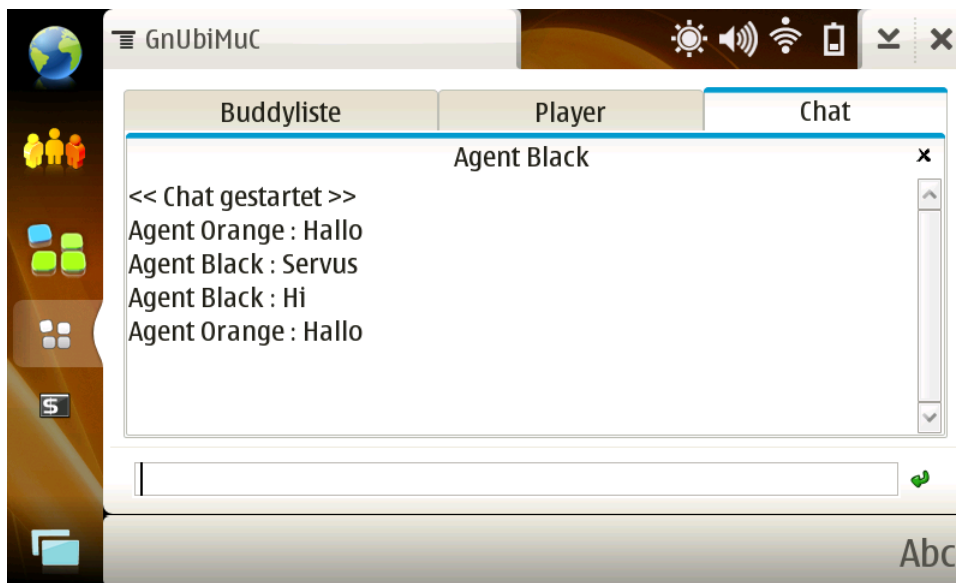 GnUbiMuC
Buddyliste Player Chat
Agent Black
<< Chat gestartet >>
Agent Orange : Hallo
Agent Black : Servus
Agent Black : Hi
Agent Orange : Hallo
$
Abc